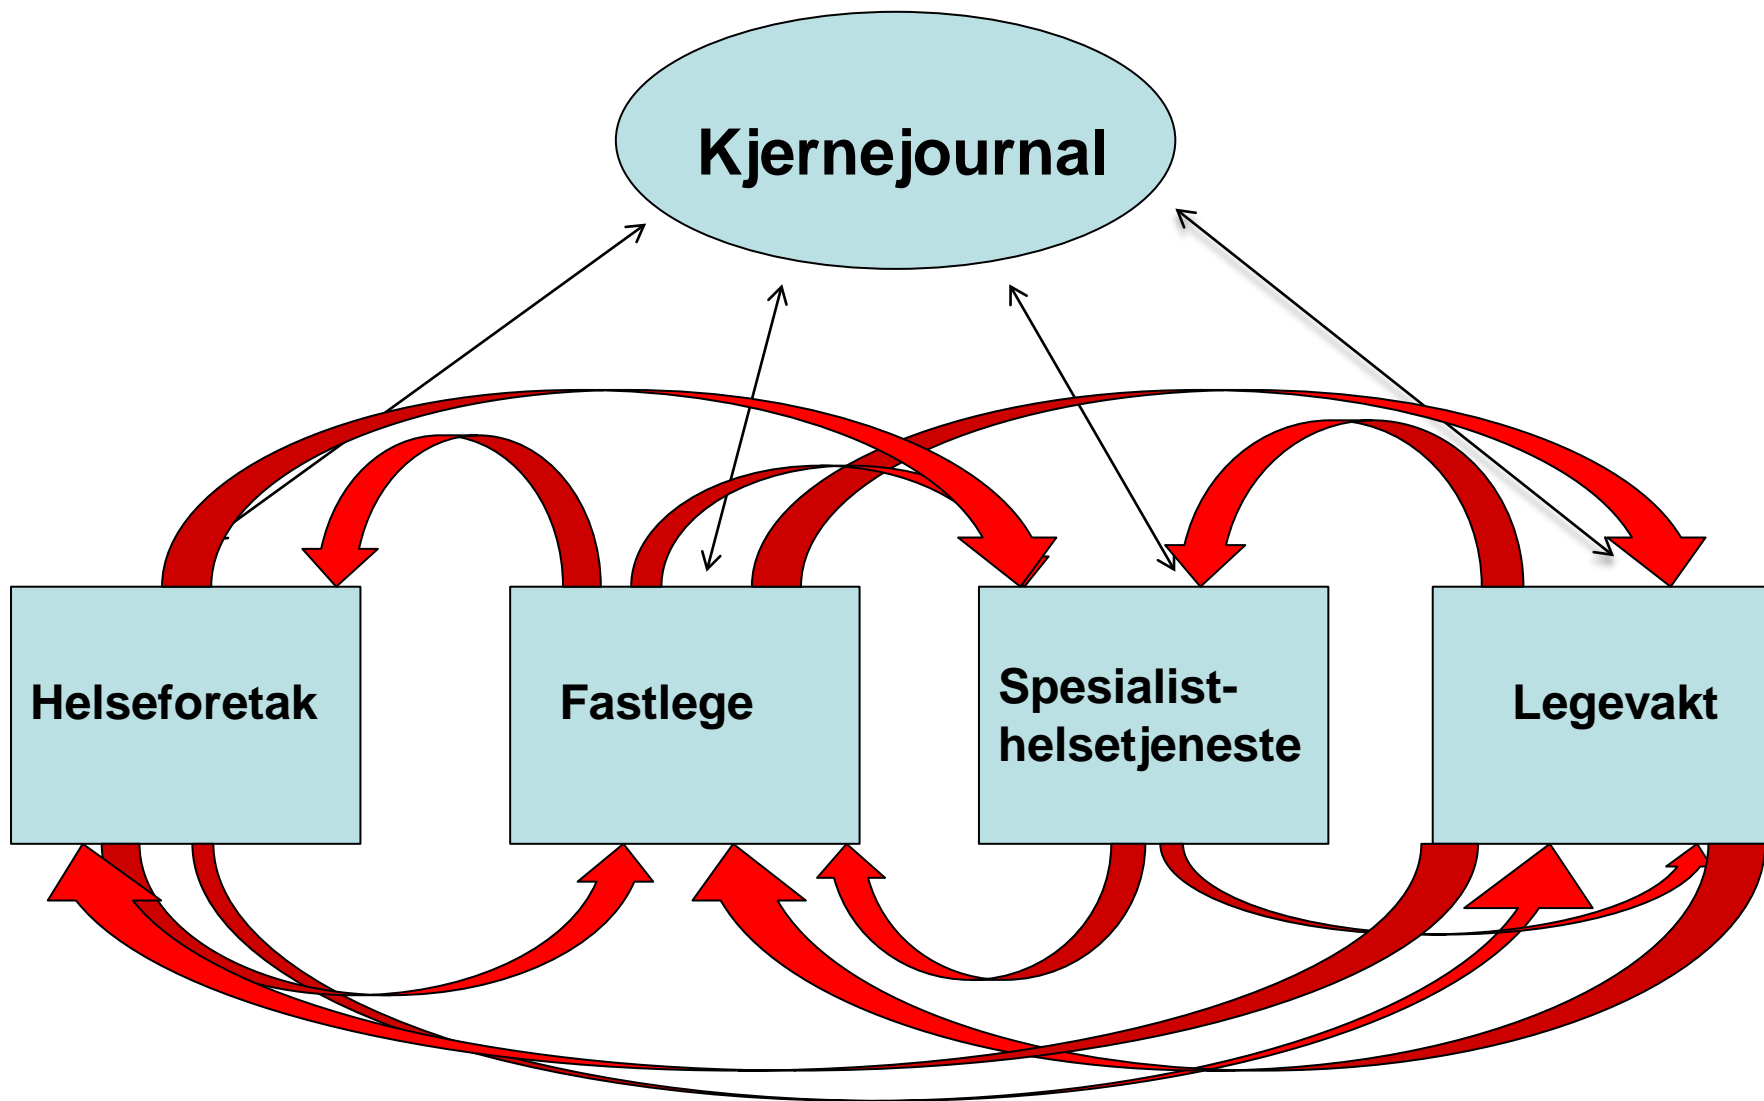 Kjernejournal
Helseforetak
Fastlege
Spesialist-
helsetjeneste
Legevakt